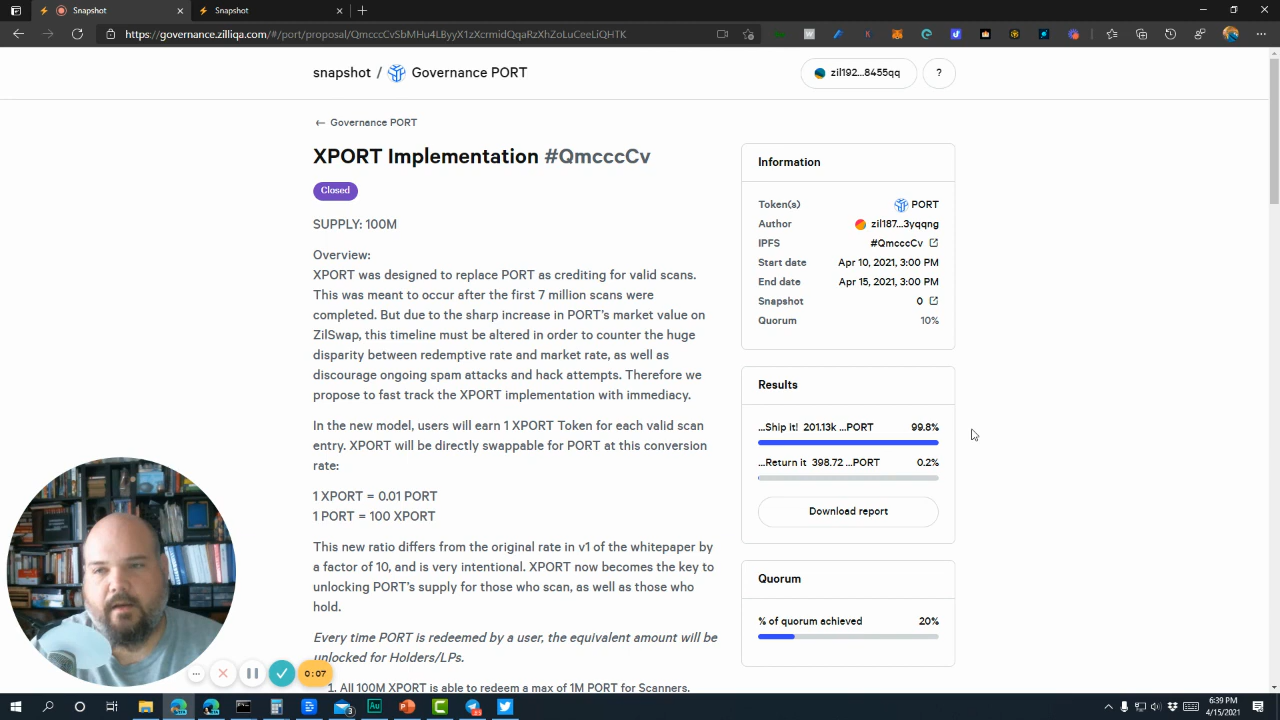 Snapshot
Snapshot
https://governance.zilliqa.com/#/port/proposal/QmcccCvSbMHu4LByyX1zXcrmidQqaRzXhZoLuCeeLiQHTK
snapshot / Governance PORT
zil192...8455qq
?
← Governance PORT
XPORT Implementation #QmcccCv
Closed
SUPPLY: 100M
Overview:
XPORT was designed to replace PORT as crediting for valid scans.
This was meant to occur after the first 7 million scans were
completed. But due to the sharp increase in PORT's market value on
ZilSwap, this timeline must be altered in order to counter the huge
disparity between redemptive rate and market rate, as well as
discourage ongoing spam attacks and hack attempts. Therefore we
propose to fast track the XPORT implementation with immediacy.
In the new model, users will earn 1 XPORT Token for each valid scan
entry. XPORT will be directly swappable for PORT at this conversion
rate:
1 XPORT = 0.01 PORT
1 PORT = 100 XPORT
This new ratio differs from the original rate in v1 of the whitepaper by
a factor of 10, and is very intentional. XPORT now becomes the key to
unlocking PORT's supply for those who scan, as well as those who
hold.
Every time PORT is redeemed by a user, the equivalent amount will be
unlocked for Holders/LPs.
1. All 100M XPORT is able to redeem a max of 1M PORT for Scanners.
Information
Token(s) PORT
Author zil187...3yqqng
IPFS #QmcccCv
Start date Apr 10, 2021, 3:00 PM
End date Apr 15, 2021, 3:00 PM
Snapshot 0
Quorum 10%
Results
...Ship it! 201.13k ...PORT 99.8%
...Return it 398.72 ...PORT 0.2%
Download report
Quorum
% of quorum achieved 20%
0:07
6:39 PM
4/15/2021